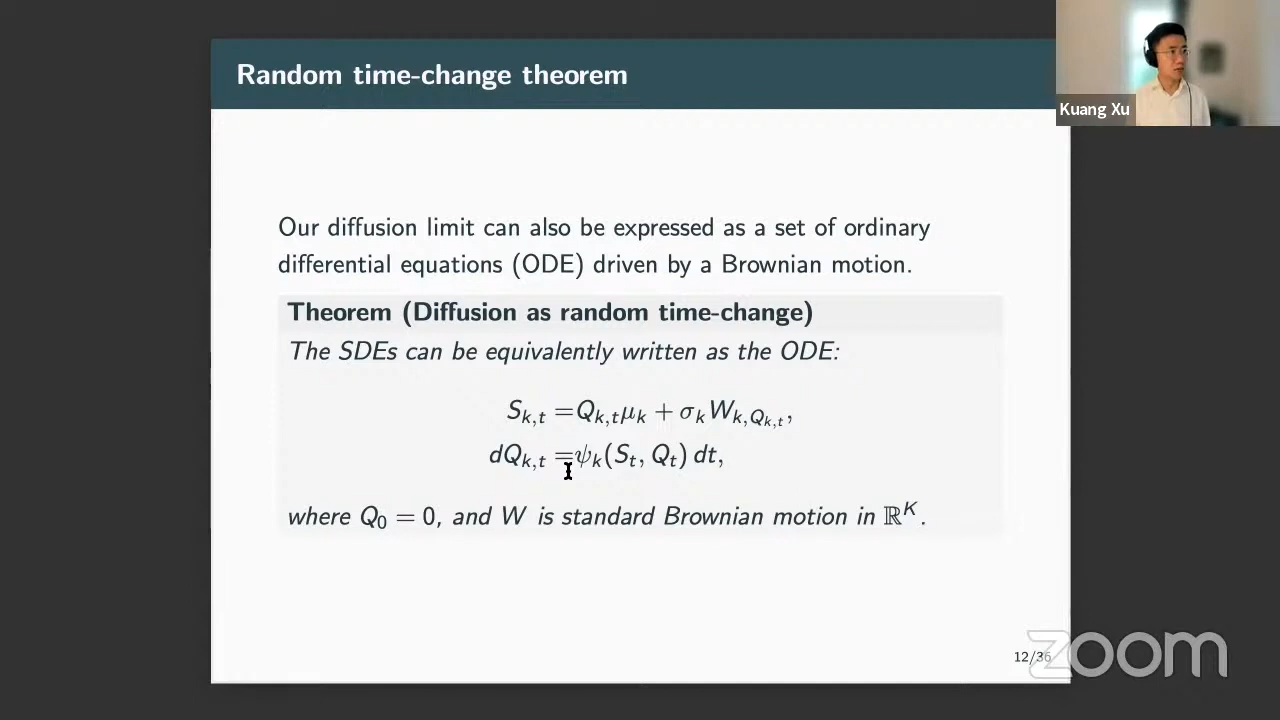 Random time-change theorem
Kuang Xu
Our diffusion limit can also be expressed as a set of ordinary
differential equations (ODE) driven by a Brownian motion.
Theorem (Diffusion as random time-change)
The SDEs can be equivalently written as the ODE:
S_{k,t} =Q_{k,t}μ_k + σ_k W_{k,Q_{k,t}},
dQ_{k,t} =ψ_k(S_t, Q_t) dt,
where Q_0 = 0, and W is standard Brownian motion in ℝ^K.
12/36
zoom